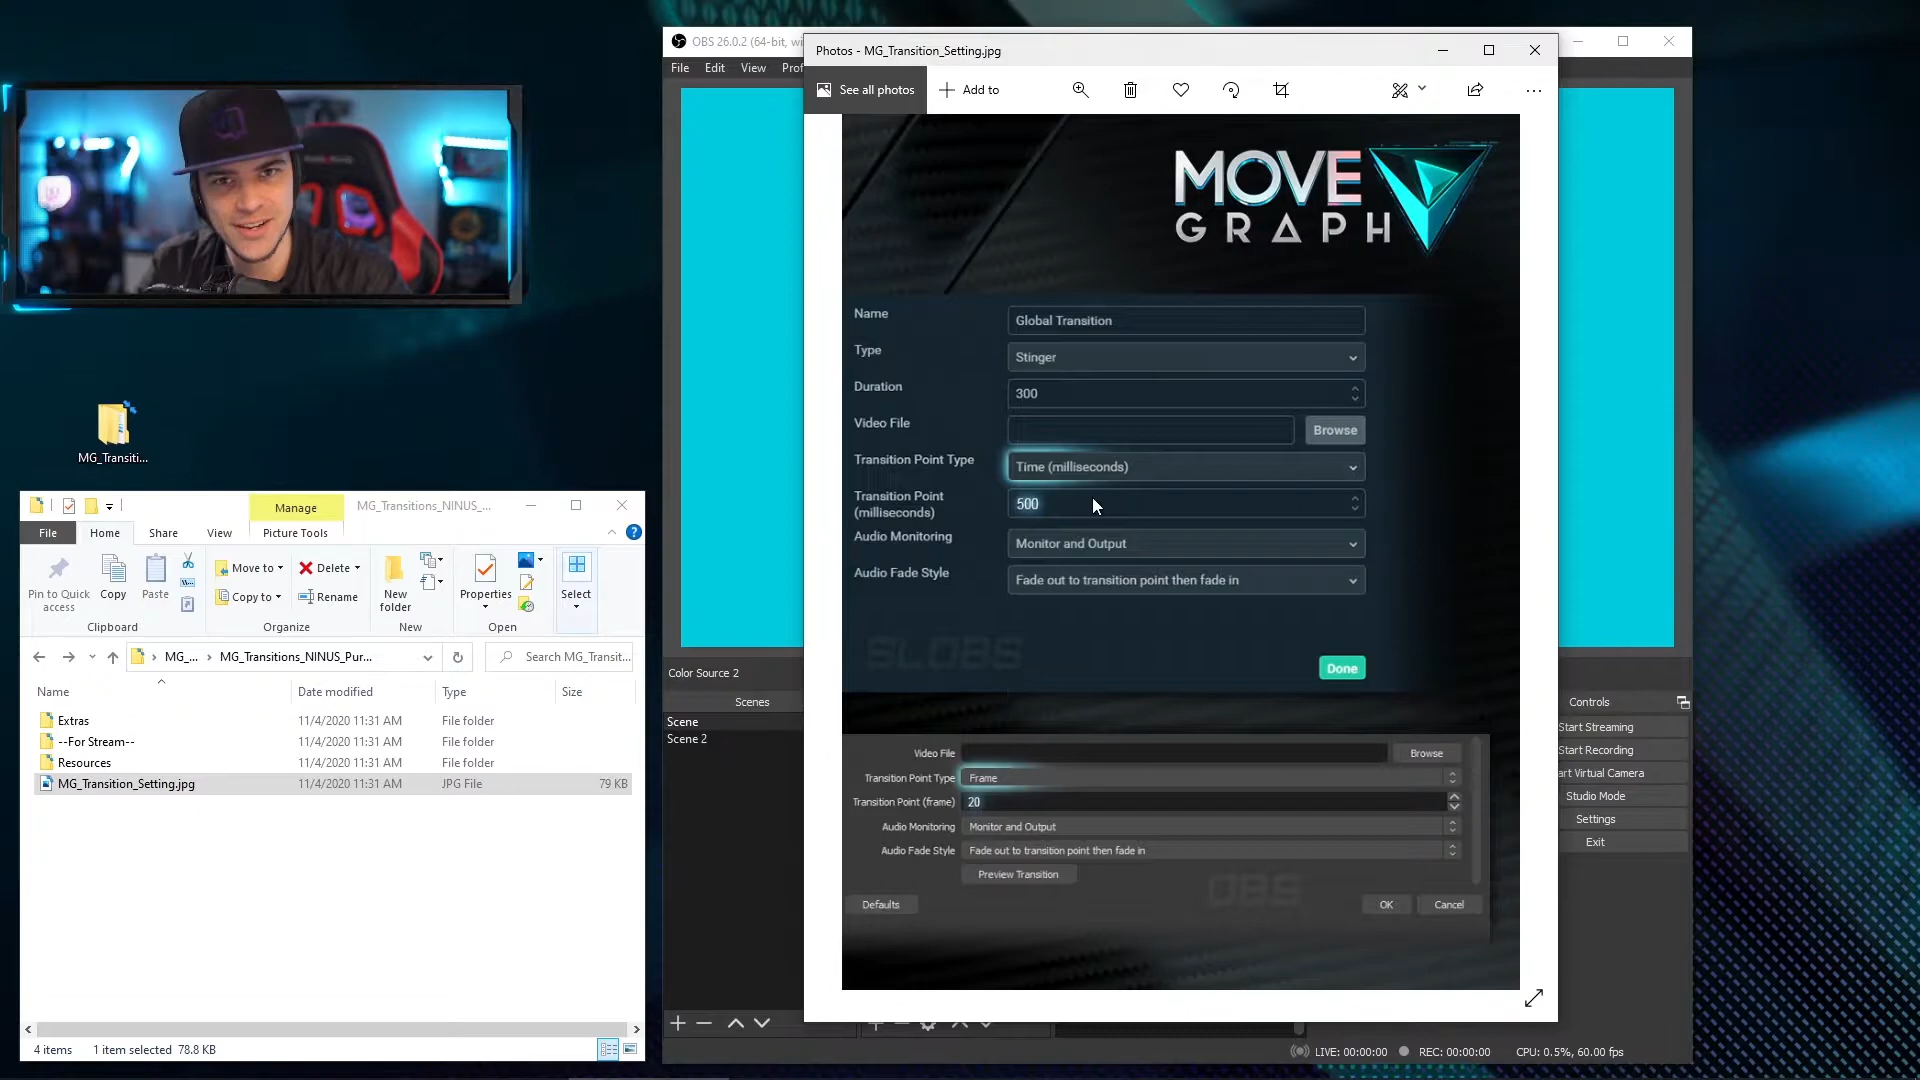 MG_Transiti...
Manage
MG_Transitions_NINUS_...
File
Home
Share
View
Picture Tools
Pin to Quick access
Copy
Paste
Move to
Copy to
Delete
Rename
New folder
Properties
Select
Clipboard
Organize
New
Open
MG_...
MG_Transitions_NINUS_Pur...
Search MG_Transit...
Name
Date modified
Type
Size
Extras
11/4/2020 11:31 AM
File folder
--For Stream--
11/4/2020 11:31 AM
File folder
Resources
11/4/2020 11:31 AM
File folder
MG_Transition_Setting.jpg
11/4/2020 11:31 AM
JPG File
79 KB
4 items
1 item selected 78.8 KB
OBS 26.0.2 (64-bit, wi
File
Edit
View
Prof
Photos - MG_Transition_Setting.jpg
See all photos
Add to
MOVE
GRAPH
Name
Global Transition
Type
Stinger
Duration
300
Video File
Browse
Transition Point Type
Time (milliseconds)
Transition Point
(milliseconds)
500
Audio Monitoring
Monitor and Output
Audio Fade Style
Fade out to transition point then fade in
SLOBS
Done
Video File
Browse
Transition Point Type
Frame
Transition Point (frame)
20
Audio Monitoring
Monitor and Output
Audio Fade Style
Fade out to transition point then fade in
Preview Transition
OBS
Defaults
OK
Cancel
Color Source 2
Scenes
Scene
Scene 2
Controls
Start Streaming
Start Recording
art Virtual Camera
Studio Mode
Settings
Exit
LIVE: 00:00:00
REC: 00:00:00
CPU: 0.5%, 60.00 fps